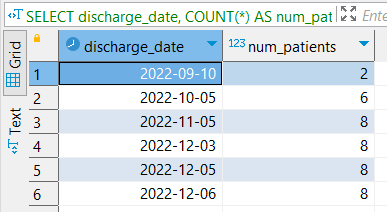 SELECT discharge_date, COUNT(*) AS num_pat
Grid
Text
discharge_date 123 num_patients
1 2022-09-10 2
2 2022-10-05 6
3 2022-11-05 8
4 2022-12-03 8
5 2022-12-05 8
6 2022-12-06 8